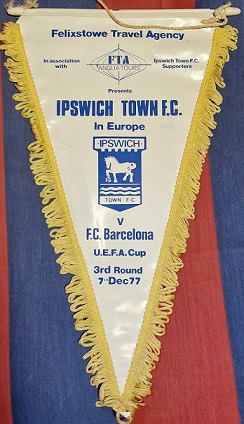 Felixstowe Travel Agency
In association with
FTA
ANGLIA TOURS
Ipswich Town F.C. Supporters
Presents
IPSWICH TOWN F.C.
In Europe
IPSWICH
TOWN F C
V
F.C. Barcelona
U.E.F.A. Cup
3rd Round
7th Dec 77